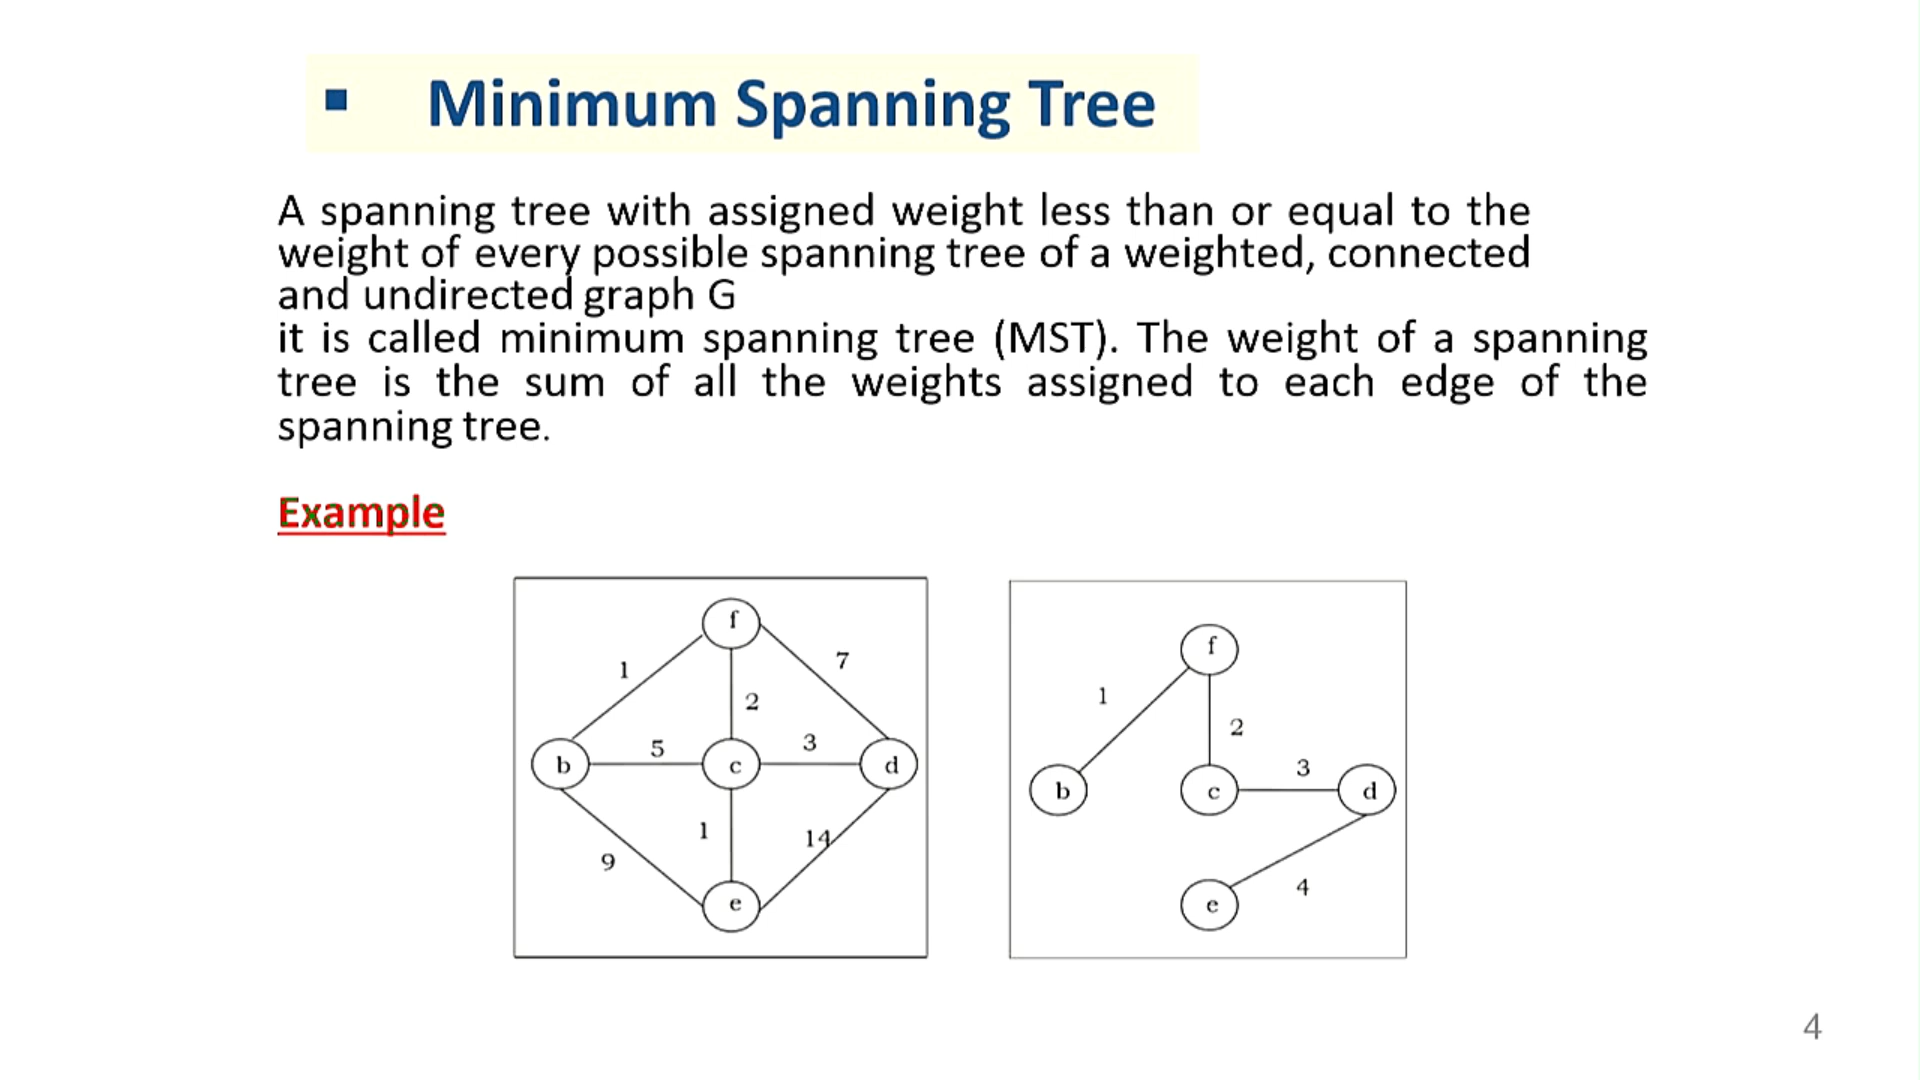 ▪ Minimum Spanning Tree
A spanning tree with assigned weight less than or equal to the
weight of every possible spanning tree of a weighted, connected
and undirected graph G
it is called minimum spanning tree (MST). The weight of a spanning
tree is the sum of all the weights assigned to each edge of the
spanning tree.
Example
f
1
7
2
5
3
b
c
d
1
14
9
e
f
1
2
3
b
c
d
4
e
4